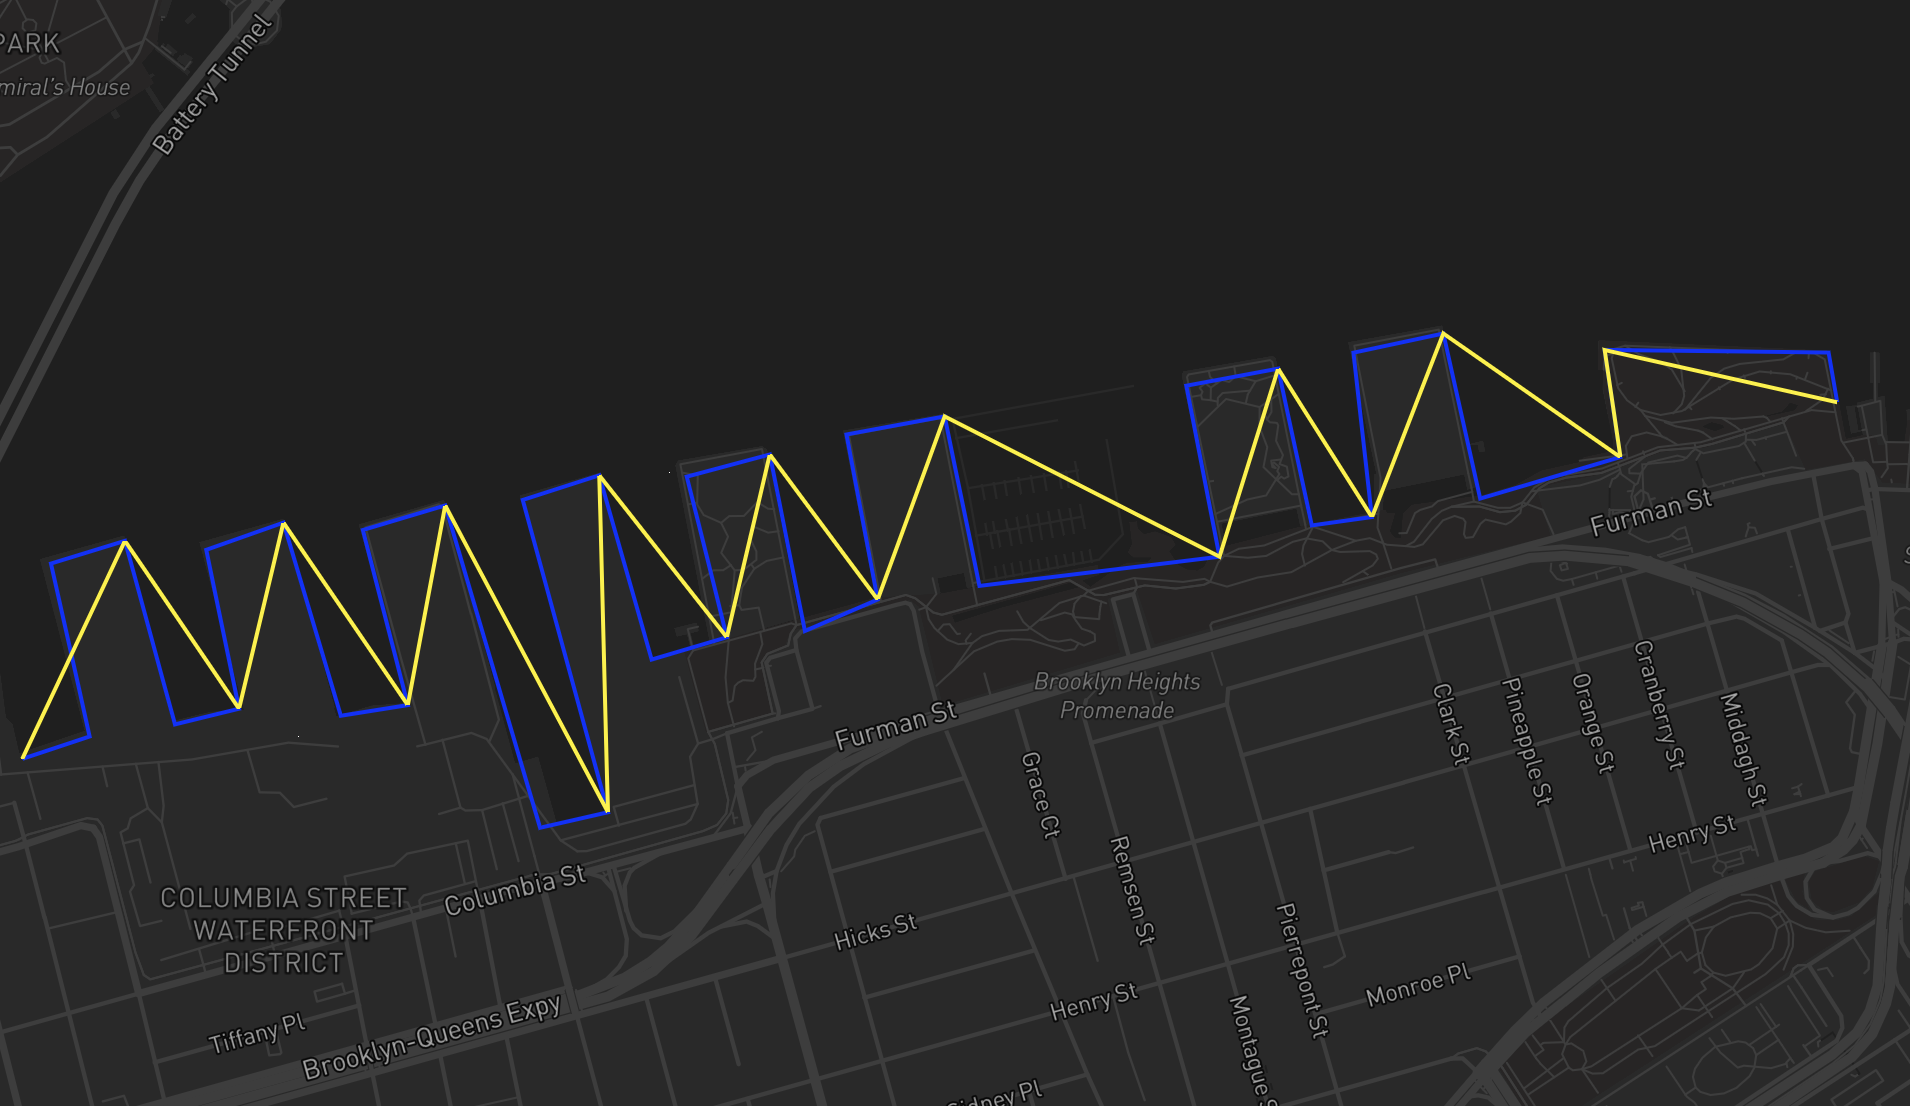 PARK
miral's House
Battery Tunnel
Furman St
Brooklyn Heights
Promenade
Furman St
Clark St
Pineapple St
Orange St
Cranberry St
Middagh St
Grace Ct
Remsen St
Henry St
Columbia St
COLUMBIA STREET
WATERFRONT
DISTRICT
Hicks St
Pierrepont St
Monroe Pl
Henry St
Montague S
Tiffany Pl
Brooklyn-Queens Expy
Sidney Pl